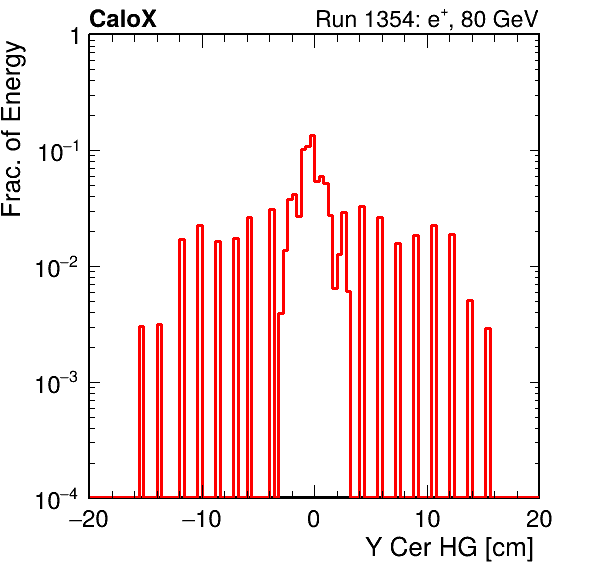 CaloX Run 1354: e⁺, 80 GeV
Frac. of Energy
1
10⁻¹
10⁻²
10⁻³
10⁻⁴
−20 −10 0 10 20
Y Cer HG [cm]